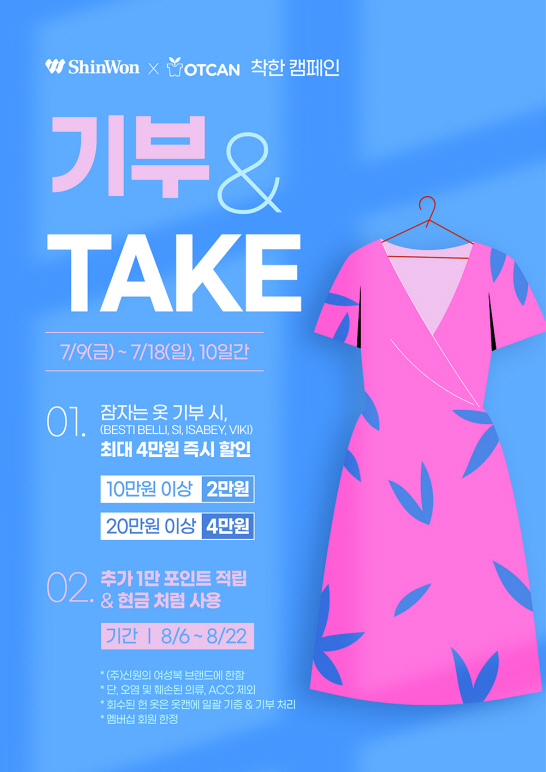 ShinWon × OTCAN 착한 캠페인
기부 &
TAKE
7/9(금) ~ 7/18(일), 10일간
01. 잠자는 옷 기부 시,
(BESTI BELLI, SI, ISABEY, VIKI)
최대 4만원 즉시 할인
10만원 이상 2만원
20만원 이상 4만원
02. 추가 1만 포인트 적립
& 현금 처럼 사용
기간 | 8/6 ~ 8/22
* (주)신원의 여성복 브랜드에 한함
* 단, 오염 및 훼손된 의류, ACC 제외
* 회수된 헌 옷은 옷캔에 일괄 기증 & 기부 처리
* 멤버십 회원 한정